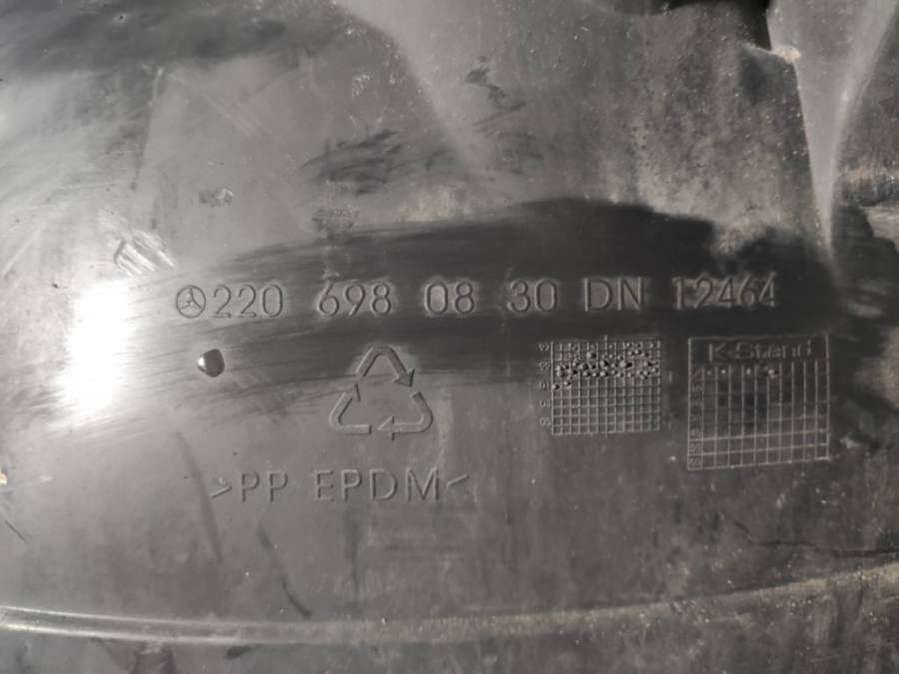 220 698 08 30 DN 12464
K-Stand
>PP EPDM<